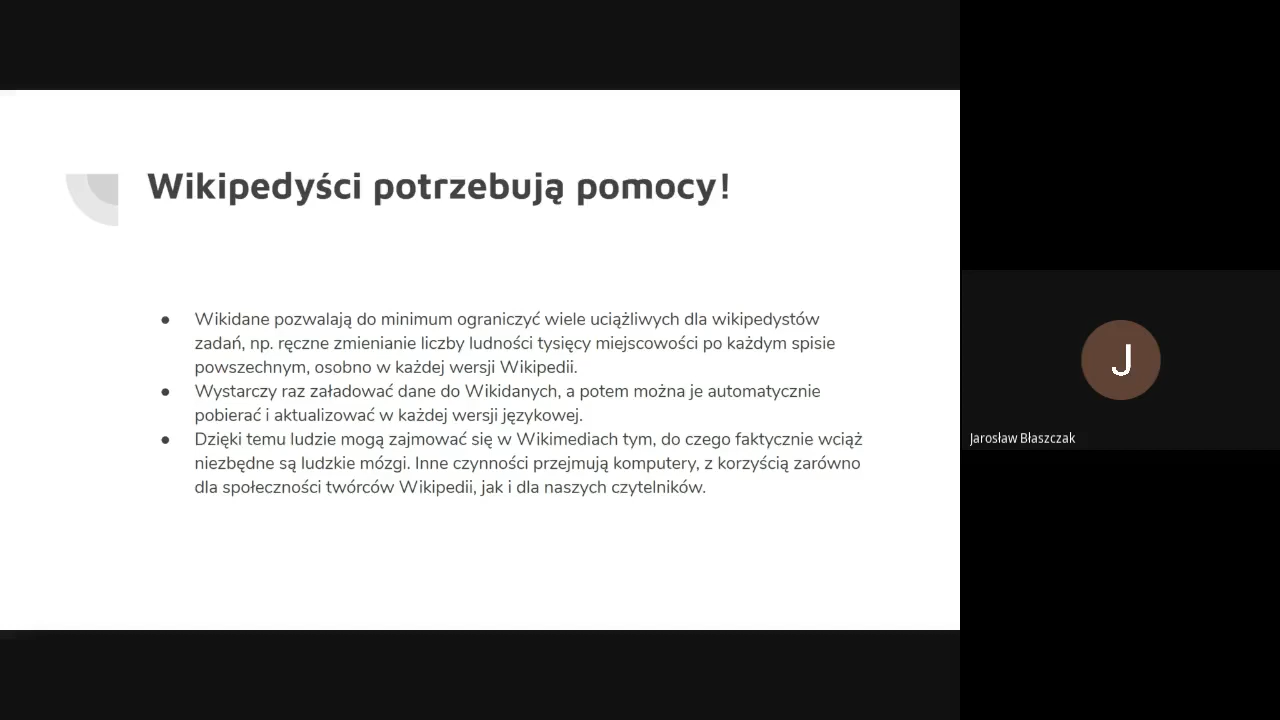 Wikipedyści potrzebują pomocy!
● Wikidane pozwalają do minimum ograniczyć wiele uciążliwych dla wikipedystów
zadań, np. ręczne zmienianie liczby ludności tysięcy miejscowości po każdym spisie
powszechnym, osobno w każdej wersji Wikipedii.
● Wystarczy raz załadować dane do Wikidanych, a potem można je automatycznie
pobierać i aktualizować w każdej wersji językowej.
● Dzięki temu ludzie mogą zajmować się w Wikimediach tym, do czego faktycznie wciąż
niezbędne są ludzkie mózgi. Inne czynności przejmują komputery, z korzyścią zarówno
dla społeczności twórców Wikipedii, jak i dla naszych czytelników.
J
Jarosław Błaszczak